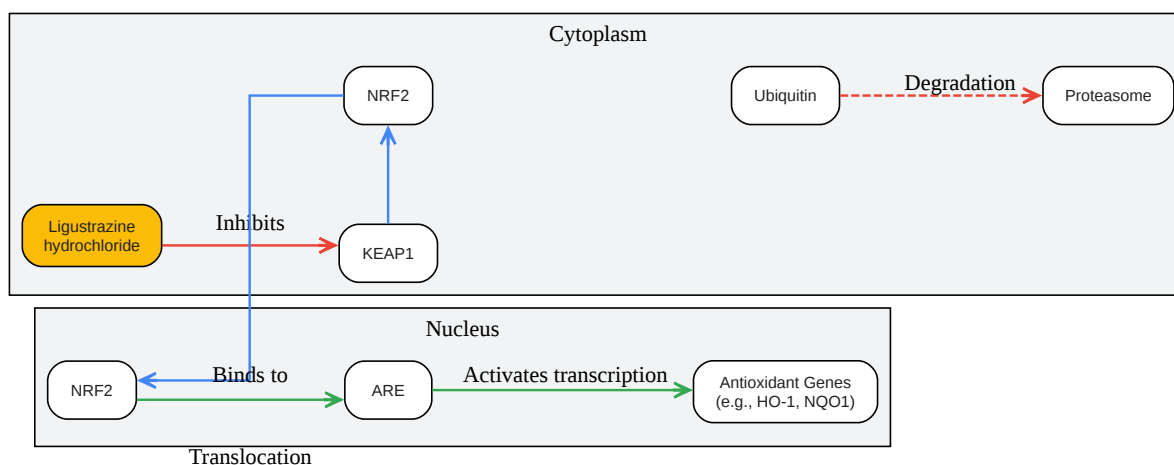 Cytoplasm
NRF2
Ubiquitin
Degradation
Proteasome
Ligustrazine
hydrochloride
Inhibits
KEAP1
Nucleus
NRF2
Binds to
ARE
Activates transcription
Antioxidant Genes
(e.g., HO-1, NQO1)
Translocation